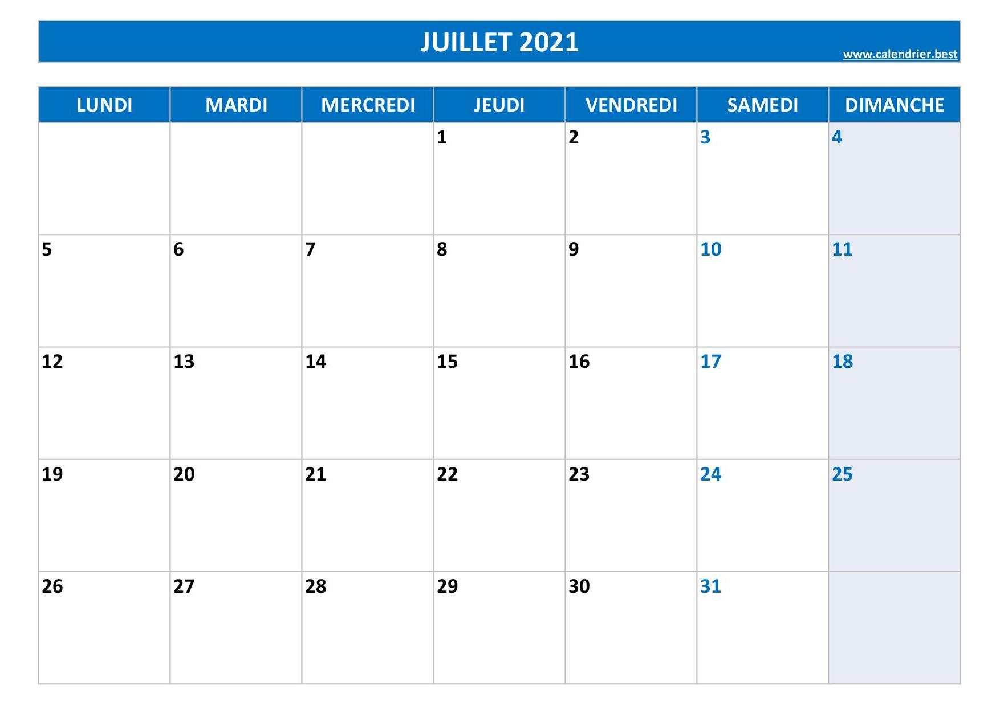 JUILLET 2021
www.calendrier.best
LUNDI MARDI MERCREDI JEUDI VENDREDI SAMEDI DIMANCHE
1 2 3 4
5 6 7 8 9 10 11
12 13 14 15 16 17 18
19 20 21 22 23 24 25
26 27 28 29 30 31